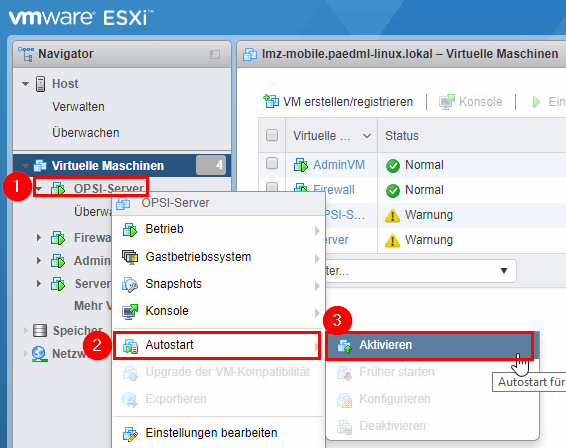 vmware ESXi™
Navigator
Host
Verwalten
Überwachen
Virtuelle Maschinen 4
1 OPSI-Server
Überwa
Firewa
Admin
Server
Mehr V
Speicher
Netzw
lmz-mobile.paedml-linux.lokal – Virtuelle Maschinen
VM erstellen/registrieren Konsole Ein
Virtuelle ... Status
AdminVM Normal
Firewall Normal
PSI-S... Warnung
erver Warnung
ter...
OPSI-Server
Betrieb
Gastbetriebssystem
Snapshots
Konsole
2 Autostart
Upgrade der VM-Kompatibilität
Exportieren
Einstellungen bearbeiten
3
Aktivieren
Früher starten
Konfigurieren
Deaktivieren
Autostart für